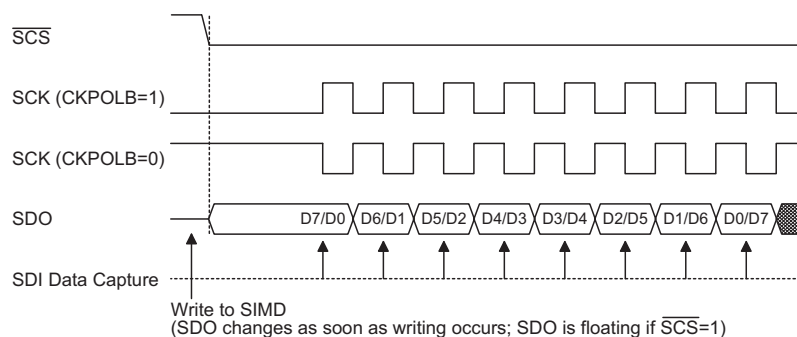 SCS
SCK (CKPOLB=1)
SCK (CKPOLB=0)
SDO D7/D0 D6/D1 D5/D2 D4/D3 D3/D4 D2/D5 D1/D6 D0/D7
SDI Data Capture
Write to SIMD
(SDO changes as soon as writing occurs; SDO is floating if SCS=1)